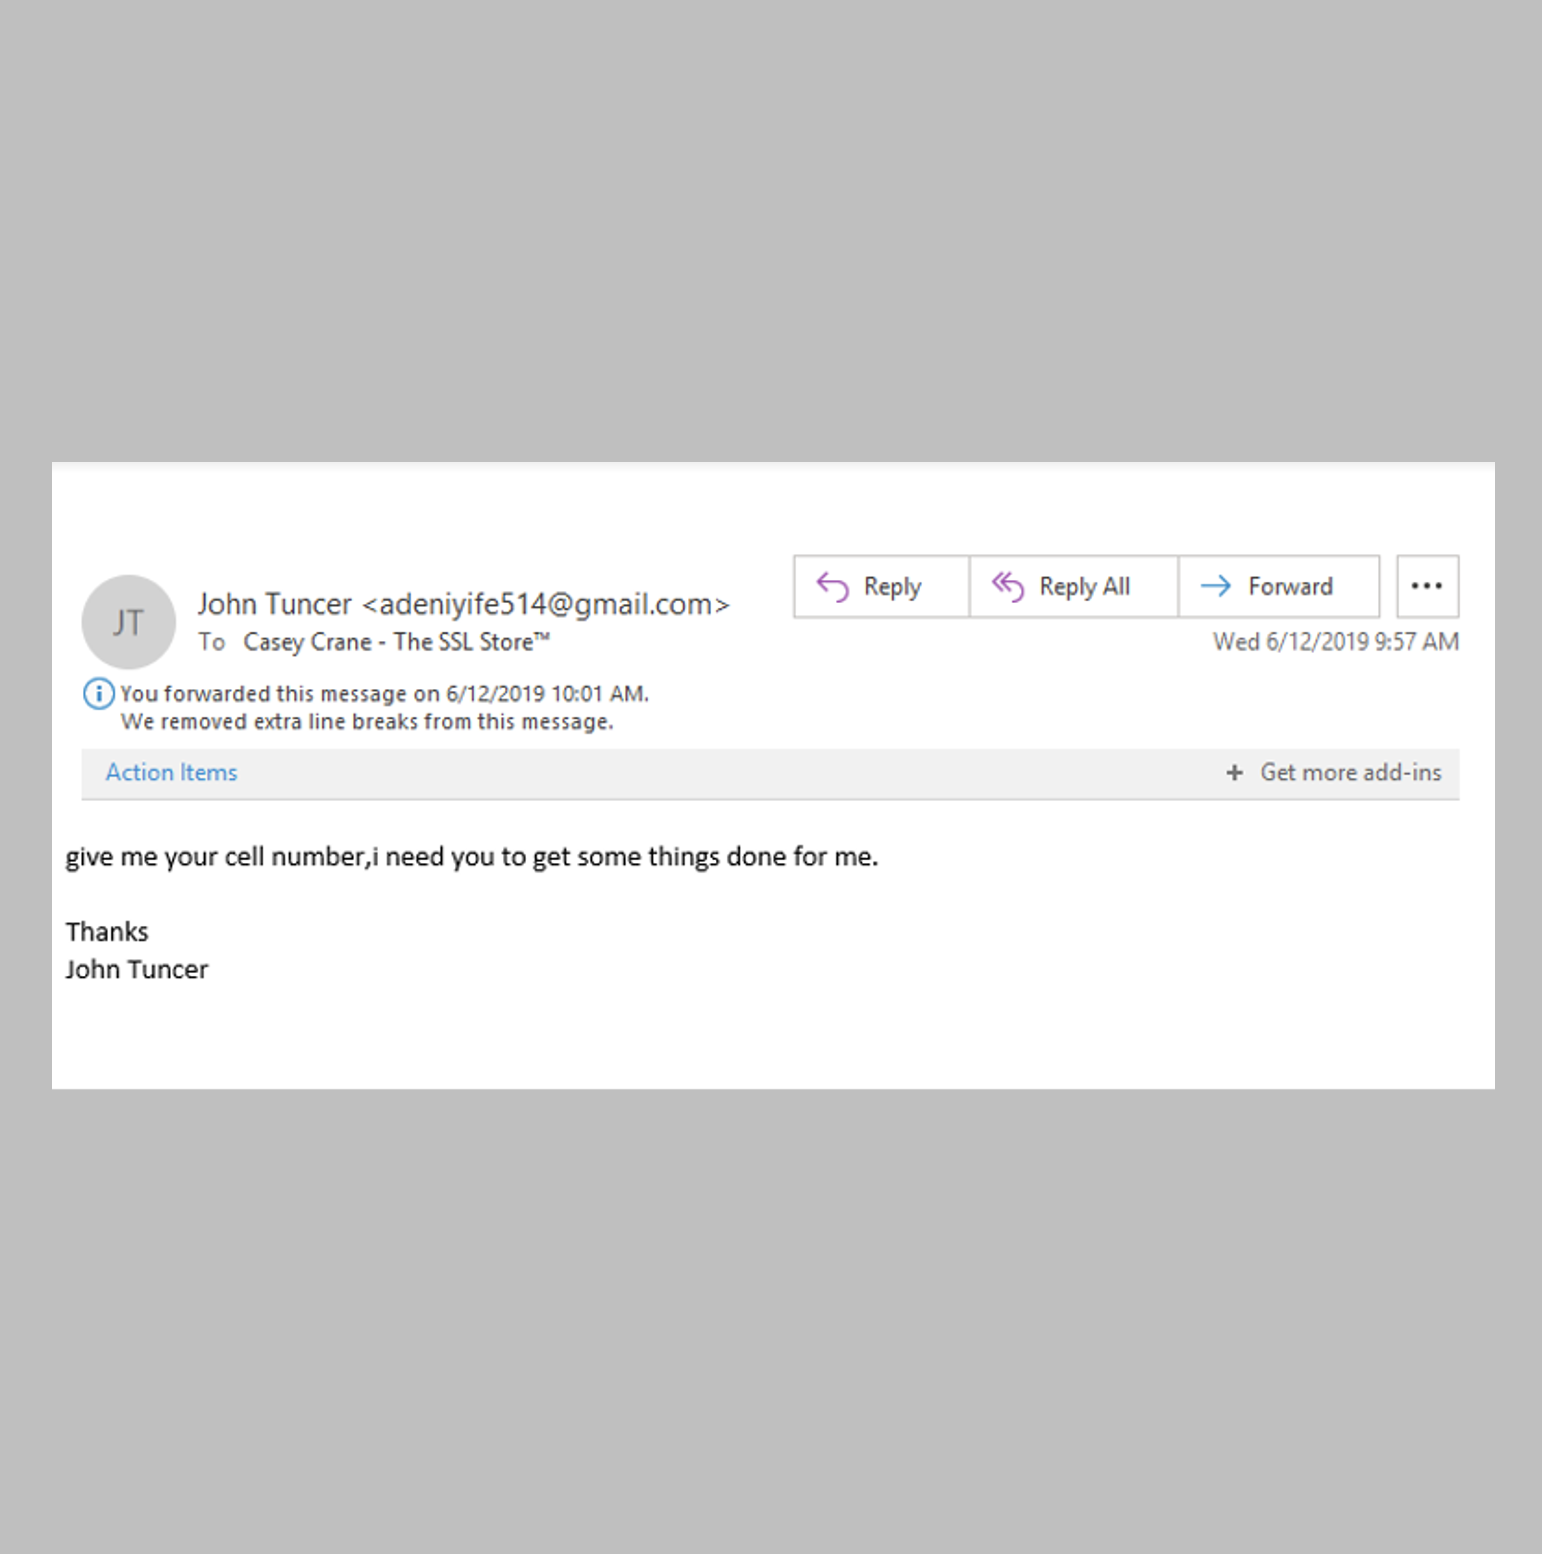 JT
John Tuncer <adeniyife514@gmail.com>
To Casey Crane - The SSL Store™
Reply
Reply All
Forward
Wed 6/12/2019 9:57 AM
You forwarded this message on 6/12/2019 10:01 AM.
We removed extra line breaks from this message.
Action Items
+ Get more add-ins
give me your cell number,i need you to get some things done for me.
Thanks
John Tuncer